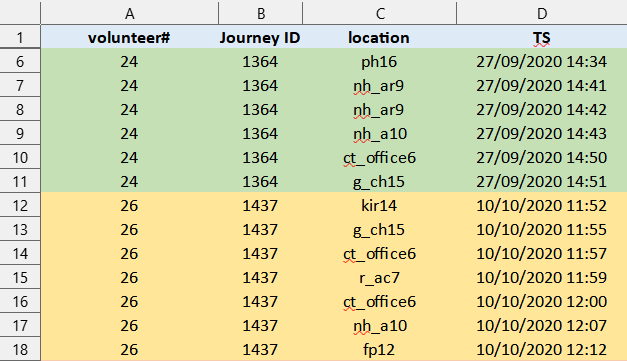 A B C D
1 volunteer# Journey ID location TS
6 24 1364 ph16 27/09/2020 14:34
7 24 1364 nh_ar9 27/09/2020 14:41
8 24 1364 nh_ar9 27/09/2020 14:42
9 24 1364 nh_a10 27/09/2020 14:43
10 24 1364 ct_office6 27/09/2020 14:50
11 24 1364 g_ch15 27/09/2020 14:51
12 26 1437 kir14 10/10/2020 11:52
13 26 1437 g_ch15 10/10/2020 11:55
14 26 1437 ct_office6 10/10/2020 11:57
15 26 1437 r_ac7 10/10/2020 11:59
16 26 1437 ct_office6 10/10/2020 12:00
17 26 1437 nh_a10 10/10/2020 12:07
18 26 1437 fp12 10/10/2020 12:12